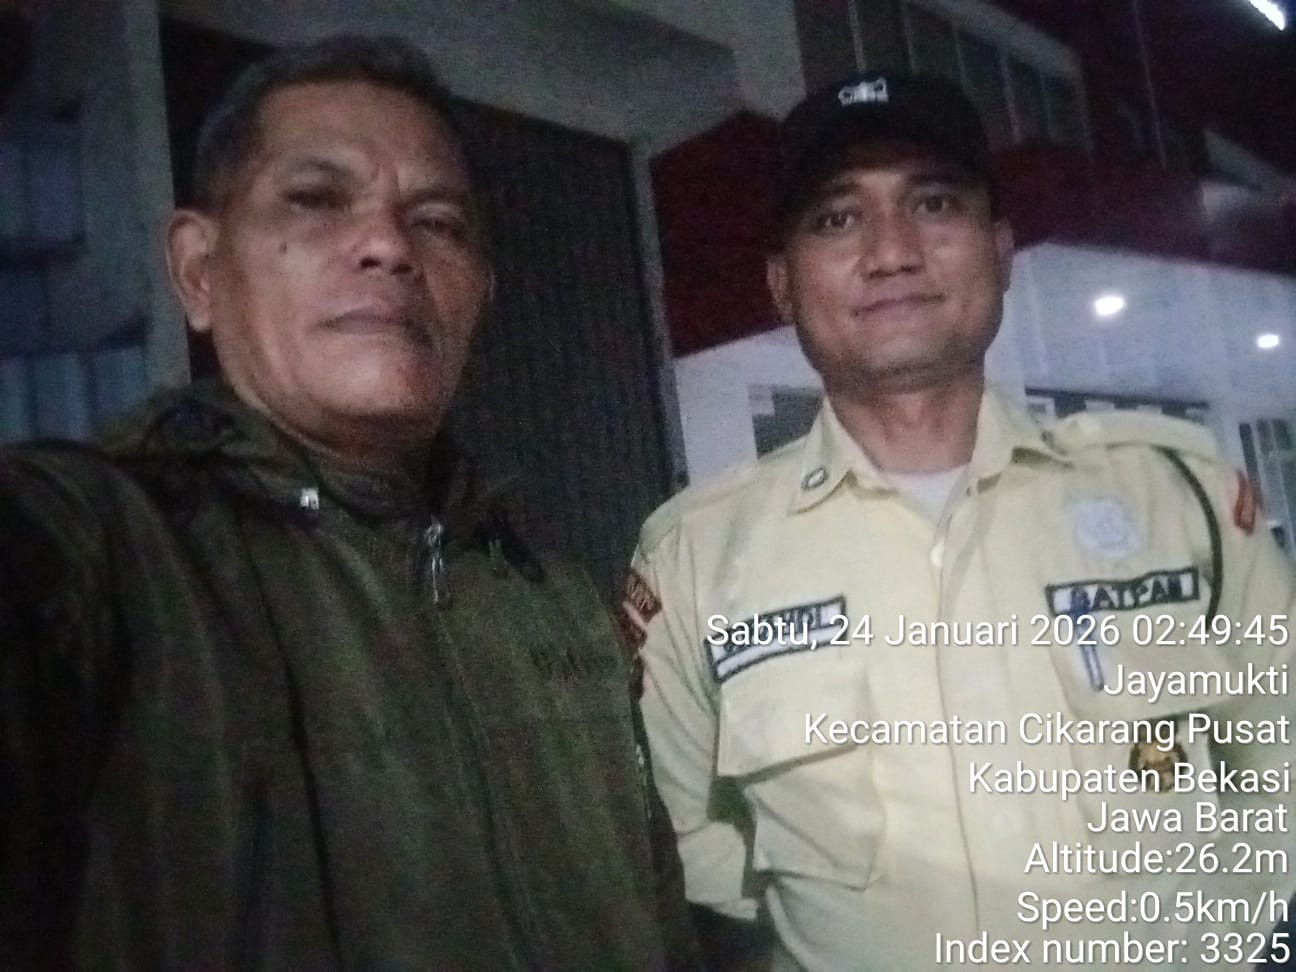 SATPAM
Sabtu, 24 Januari 2026 02:49:45
Jayamukti
Kecamatan Cikarang Pusat
Kabupaten Bekasi
Jawa Barat
Altitude:26.2m
Speed:0.5km/h
Index number: 3325